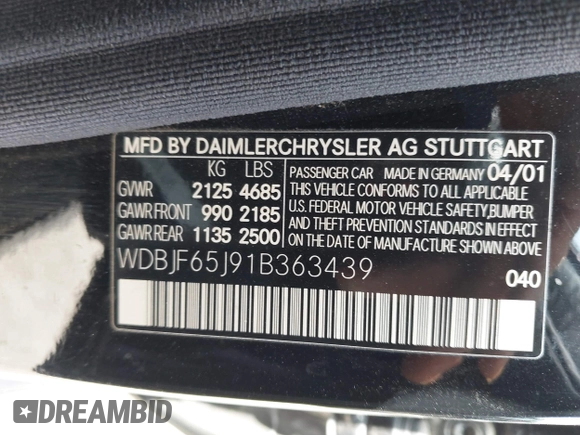 MFD BY DAIMLERCHRYSLER AG STUTTGART
KG LBS PASSENGER CAR MADE IN GERMANY 04/01
GVWR 2125 4685 THIS VEHICLE CONFORMS TO ALL APPLICABLE
GAWR FRONT 990 2185 U.S. FEDERAL MOTOR VEHICLE SAFETY,BUMPER
AND THEFT PREVENTION STANDARDS IN EFFECT
GAWR REAR 1135 2500 ON THE DATE OF MANUFACTURE SHOWN ABOVE
WDBJF65J91B363439 040
DREAMBID